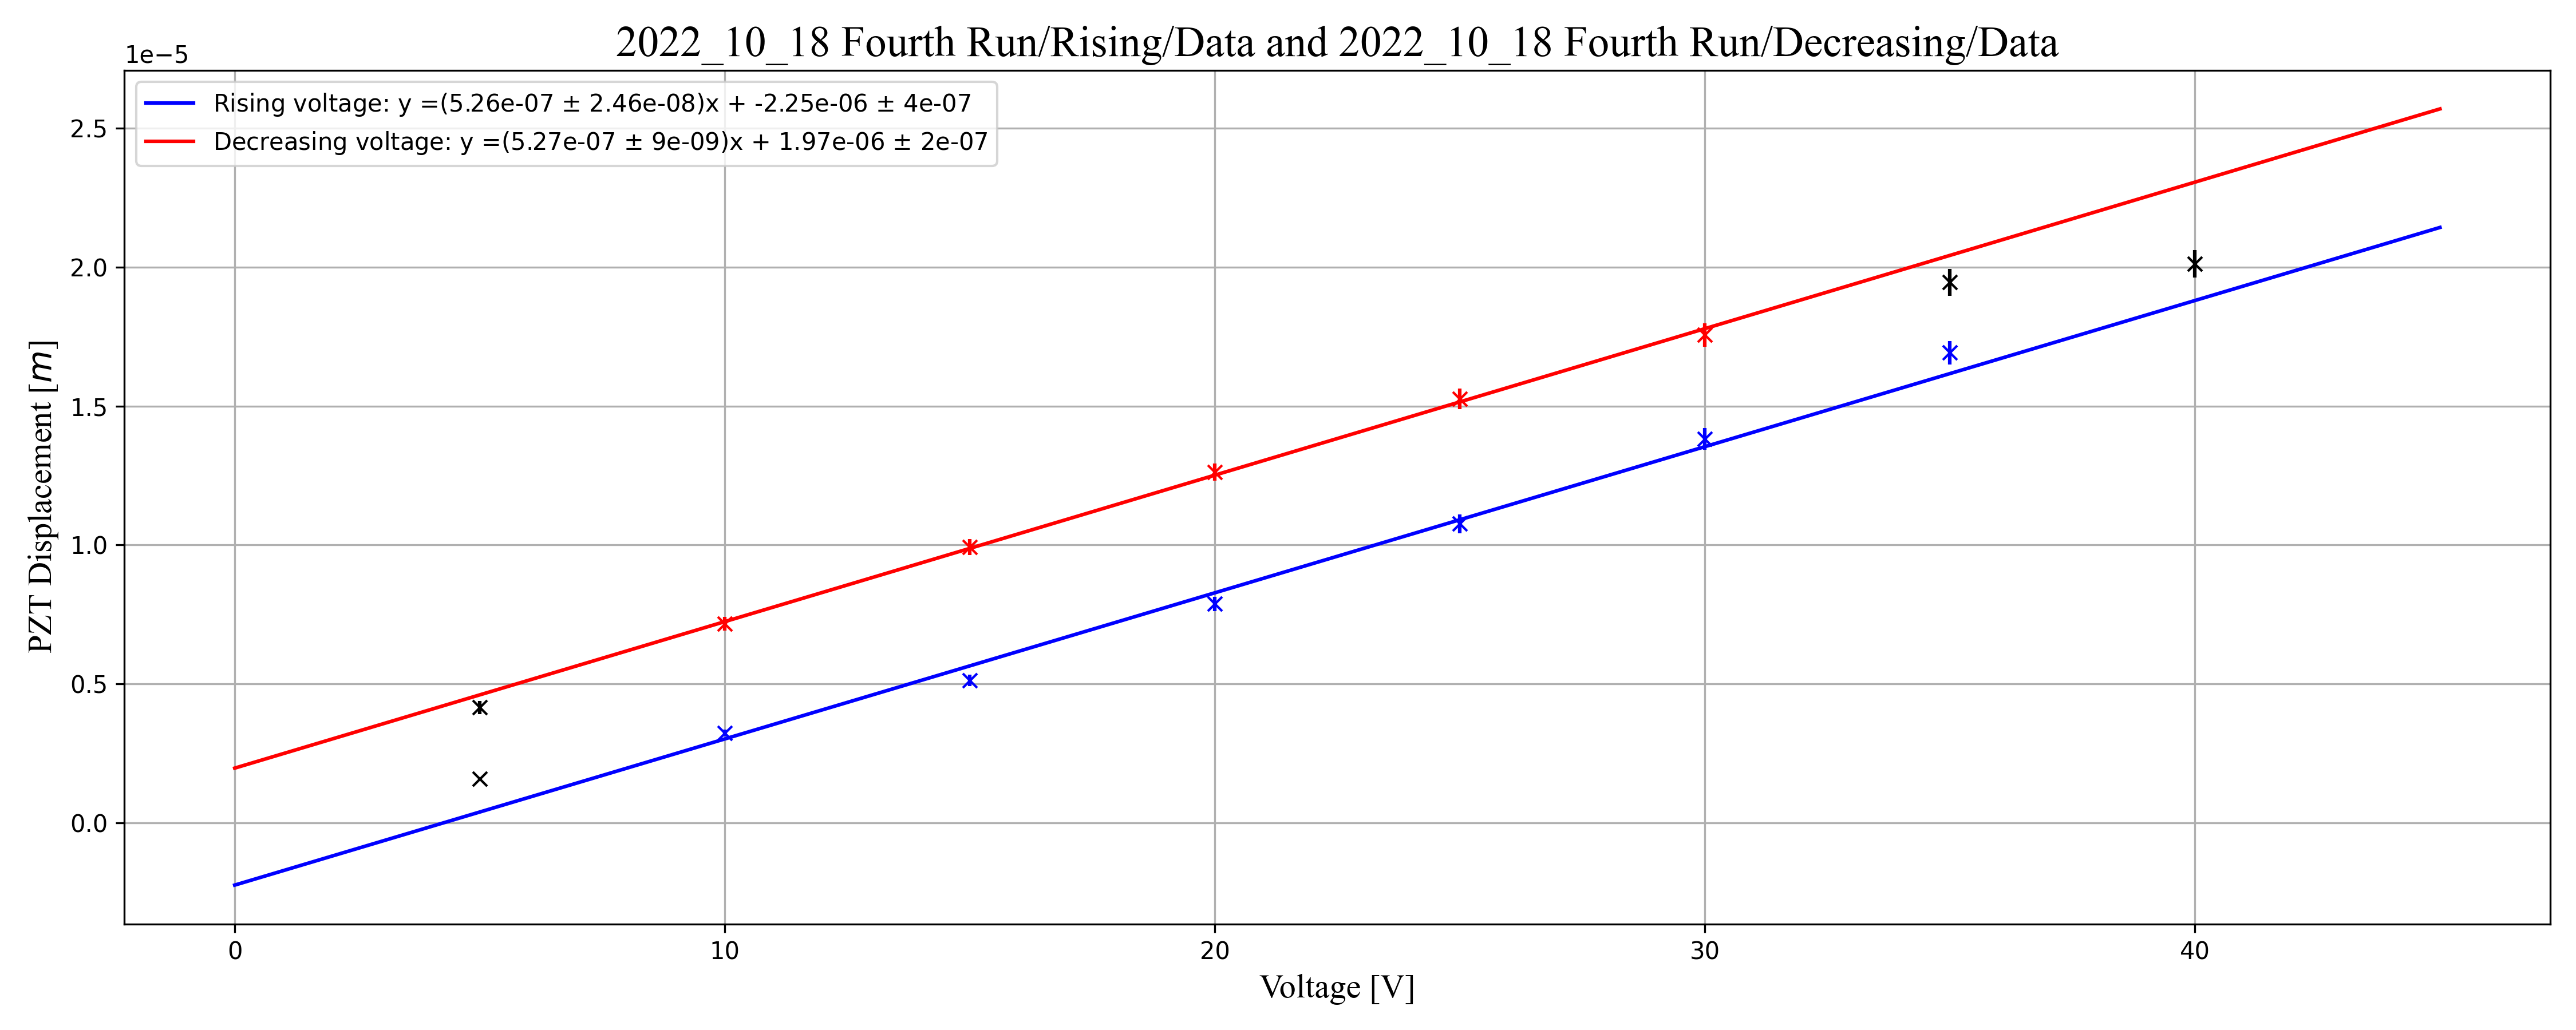 2022_10_18 Fourth Run/Rising/Data and 2022_10_18 Fourth Run/Decreasing/Data
1e−5
Rising voltage: y =(5.26e-07 ± 2.46e-08)x + -2.25e-06 ± 4e-07
Decreasing voltage: y =(5.27e-07 ± 9e-09)x + 1.97e-06 ± 2e-07
2.5
2.0
1.5
1.0
0.5
0.0
PZT Displacement [m]
0 10 20 30 40
Voltage [V]